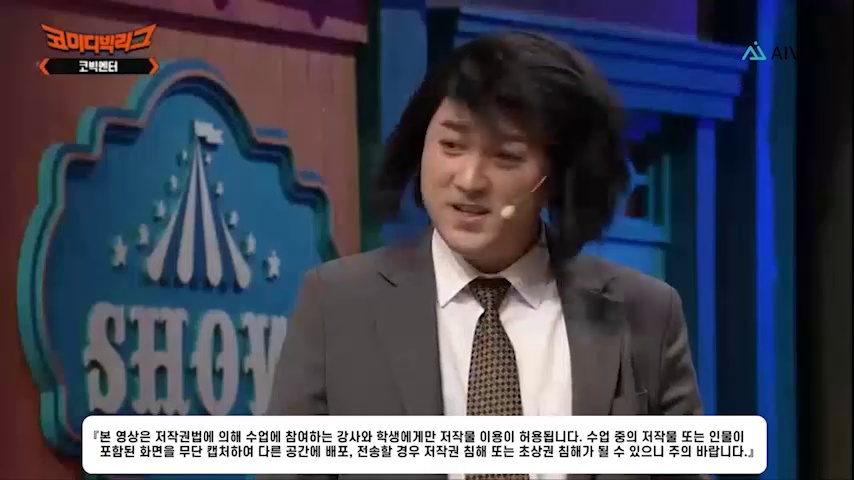 코미디빅리그
코빅엔터
AIV
SHOW
『본 영상은 저작권법에 의해 수업에 참여하는 강사와 학생에게만 저작물 이용이 허용됩니다. 수업 중의 저작물 또는 인물이
포함된 화면을 무단 캡처하여 다른 공간에 배포, 전송할 경우 저작권 침해 또는 초상권 침해가 될 수 있으니 주의 바랍니다.』